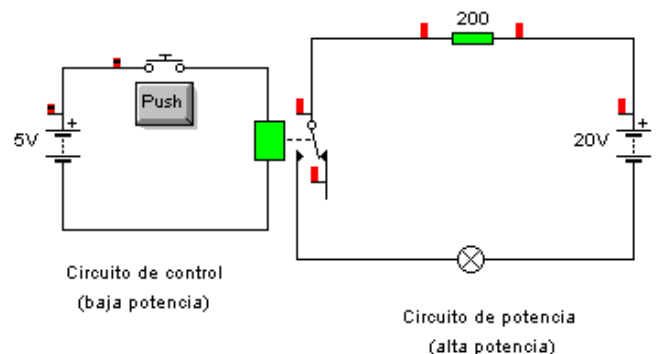 200
Push
5V
+
20V
+
Circuito de control
(baja potencia)
Circuito de potencia
(alta potencia)